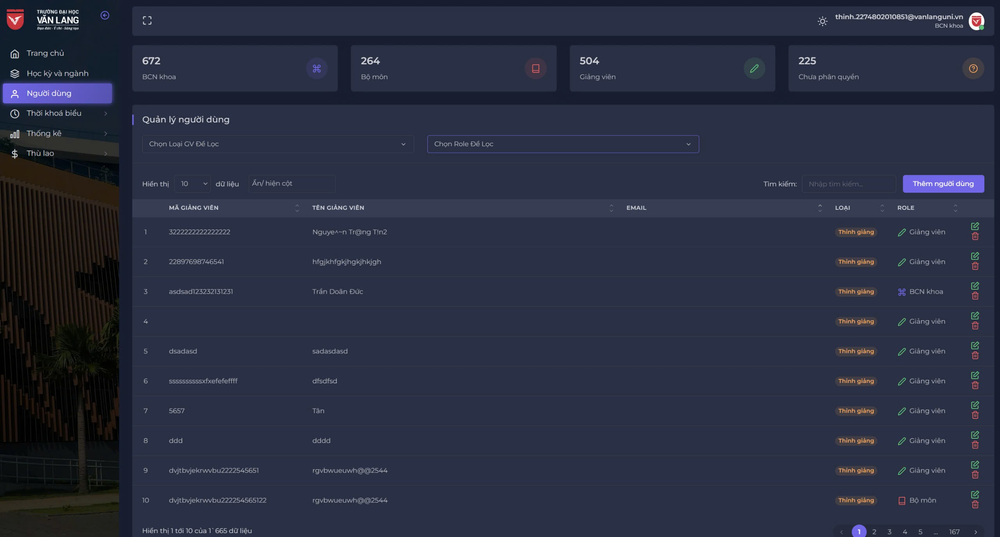 TRƯỜNG ĐẠI HỌC
VĂN LANG
Đạo đức - Ý chí - Sáng tạo
Trang chủ
Học kỳ và ngành
Người dùng
Thời khoá biểu
Thống kê
Thù lao
thinh.2274802010851@vanlanguni.vn
BCN khoa
672
BCN khoa
264
Bộ môn
504
Giảng viên
225
Chưa phân quyền
Quản lý người dùng
Chọn Loại GV Để Lọc
Chọn Role Để Lọc
Hiển thị 10 dữ liệu Ẩn/ hiện cột Tìm kiếm: Nhập tìm kiếm... Thêm người dùng
MÃ GIẢNG VIÊN TÊN GIẢNG VIÊN EMAIL LOẠI ROLE
1 3222222222222222 Nguye^~n Tr@ng T!n2 Thỉnh giảng Giảng viên
2 22897698746541 hfgjkhfgkjhgkjhkjgh Thỉnh giảng Giảng viên
3 asdsad123232131231 Trần Doãn Đức Thỉnh giảng BCN khoa
4 Thỉnh giảng Giảng viên
5 dsadasd sadasdasd Thỉnh giảng Giảng viên
6 ssssssssssxfxefefeffff dfsdfsd Thỉnh giảng Giảng viên
7 5657 Tân Thỉnh giảng Giảng viên
8 ddd dddd Thỉnh giảng Giảng viên
9 dvjtbvjekrwvbu2222545651 rgvbwueuwh@@2544 Thỉnh giảng Giảng viên
10 dvjtbvjekrwvbu222254565122 rgvbwueuwh@@2544 Thỉnh giảng Bộ môn
Hiển thị 1 tới 10 của 1`665 dữ liệu
1 2 3 4 5 ... 167